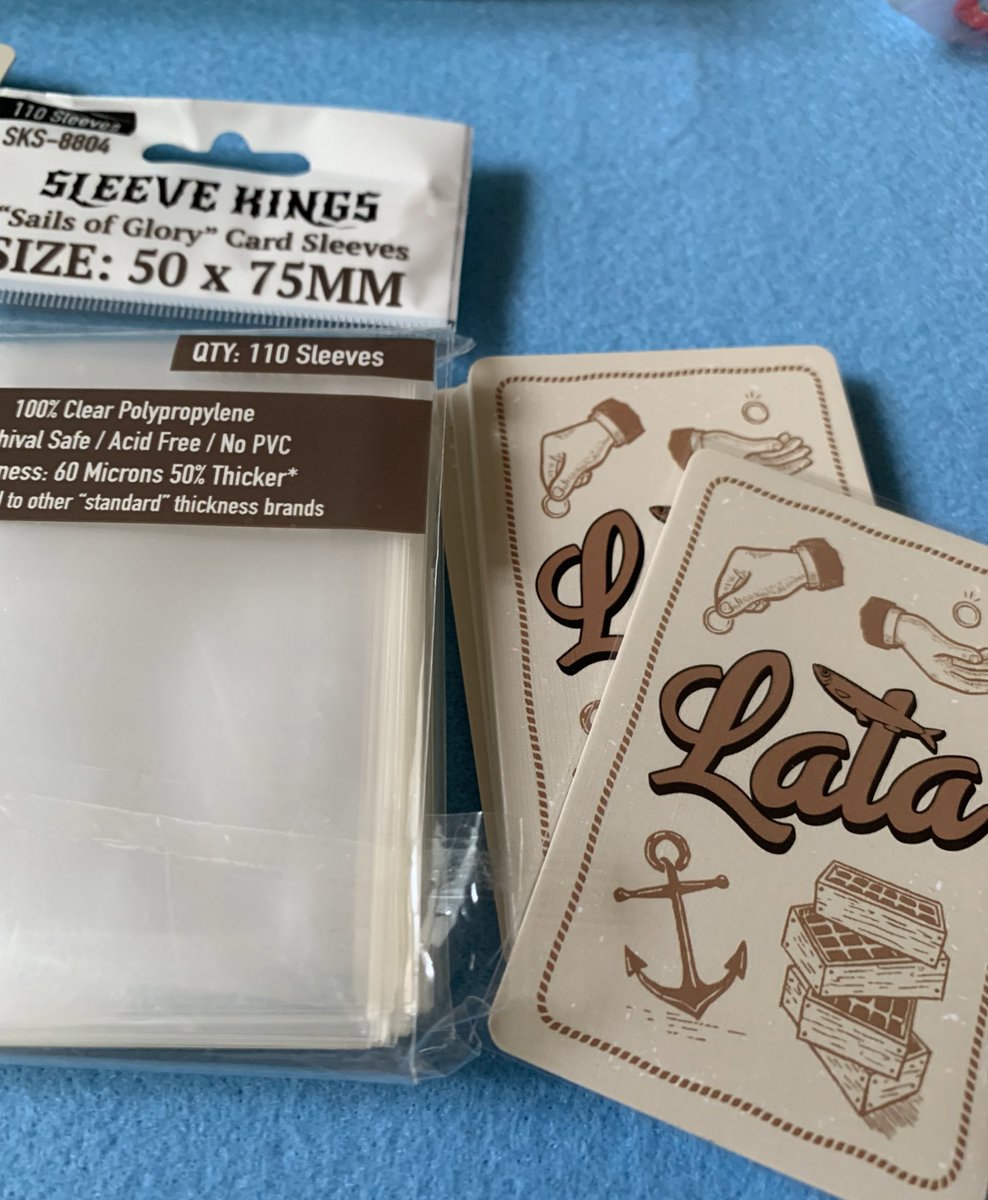 110 Sleeves
SKS-8804
SLEEVE KINGS
"Sails of Glory" Card Sleeves
SIZE: 50 x 75MM
QTY: 110 Sleeves
100% Clear Polypropylene
Safe / Acid Free / No PVC
60 Microns 50% Thicker*
to other "standard" thickness brands
Lata